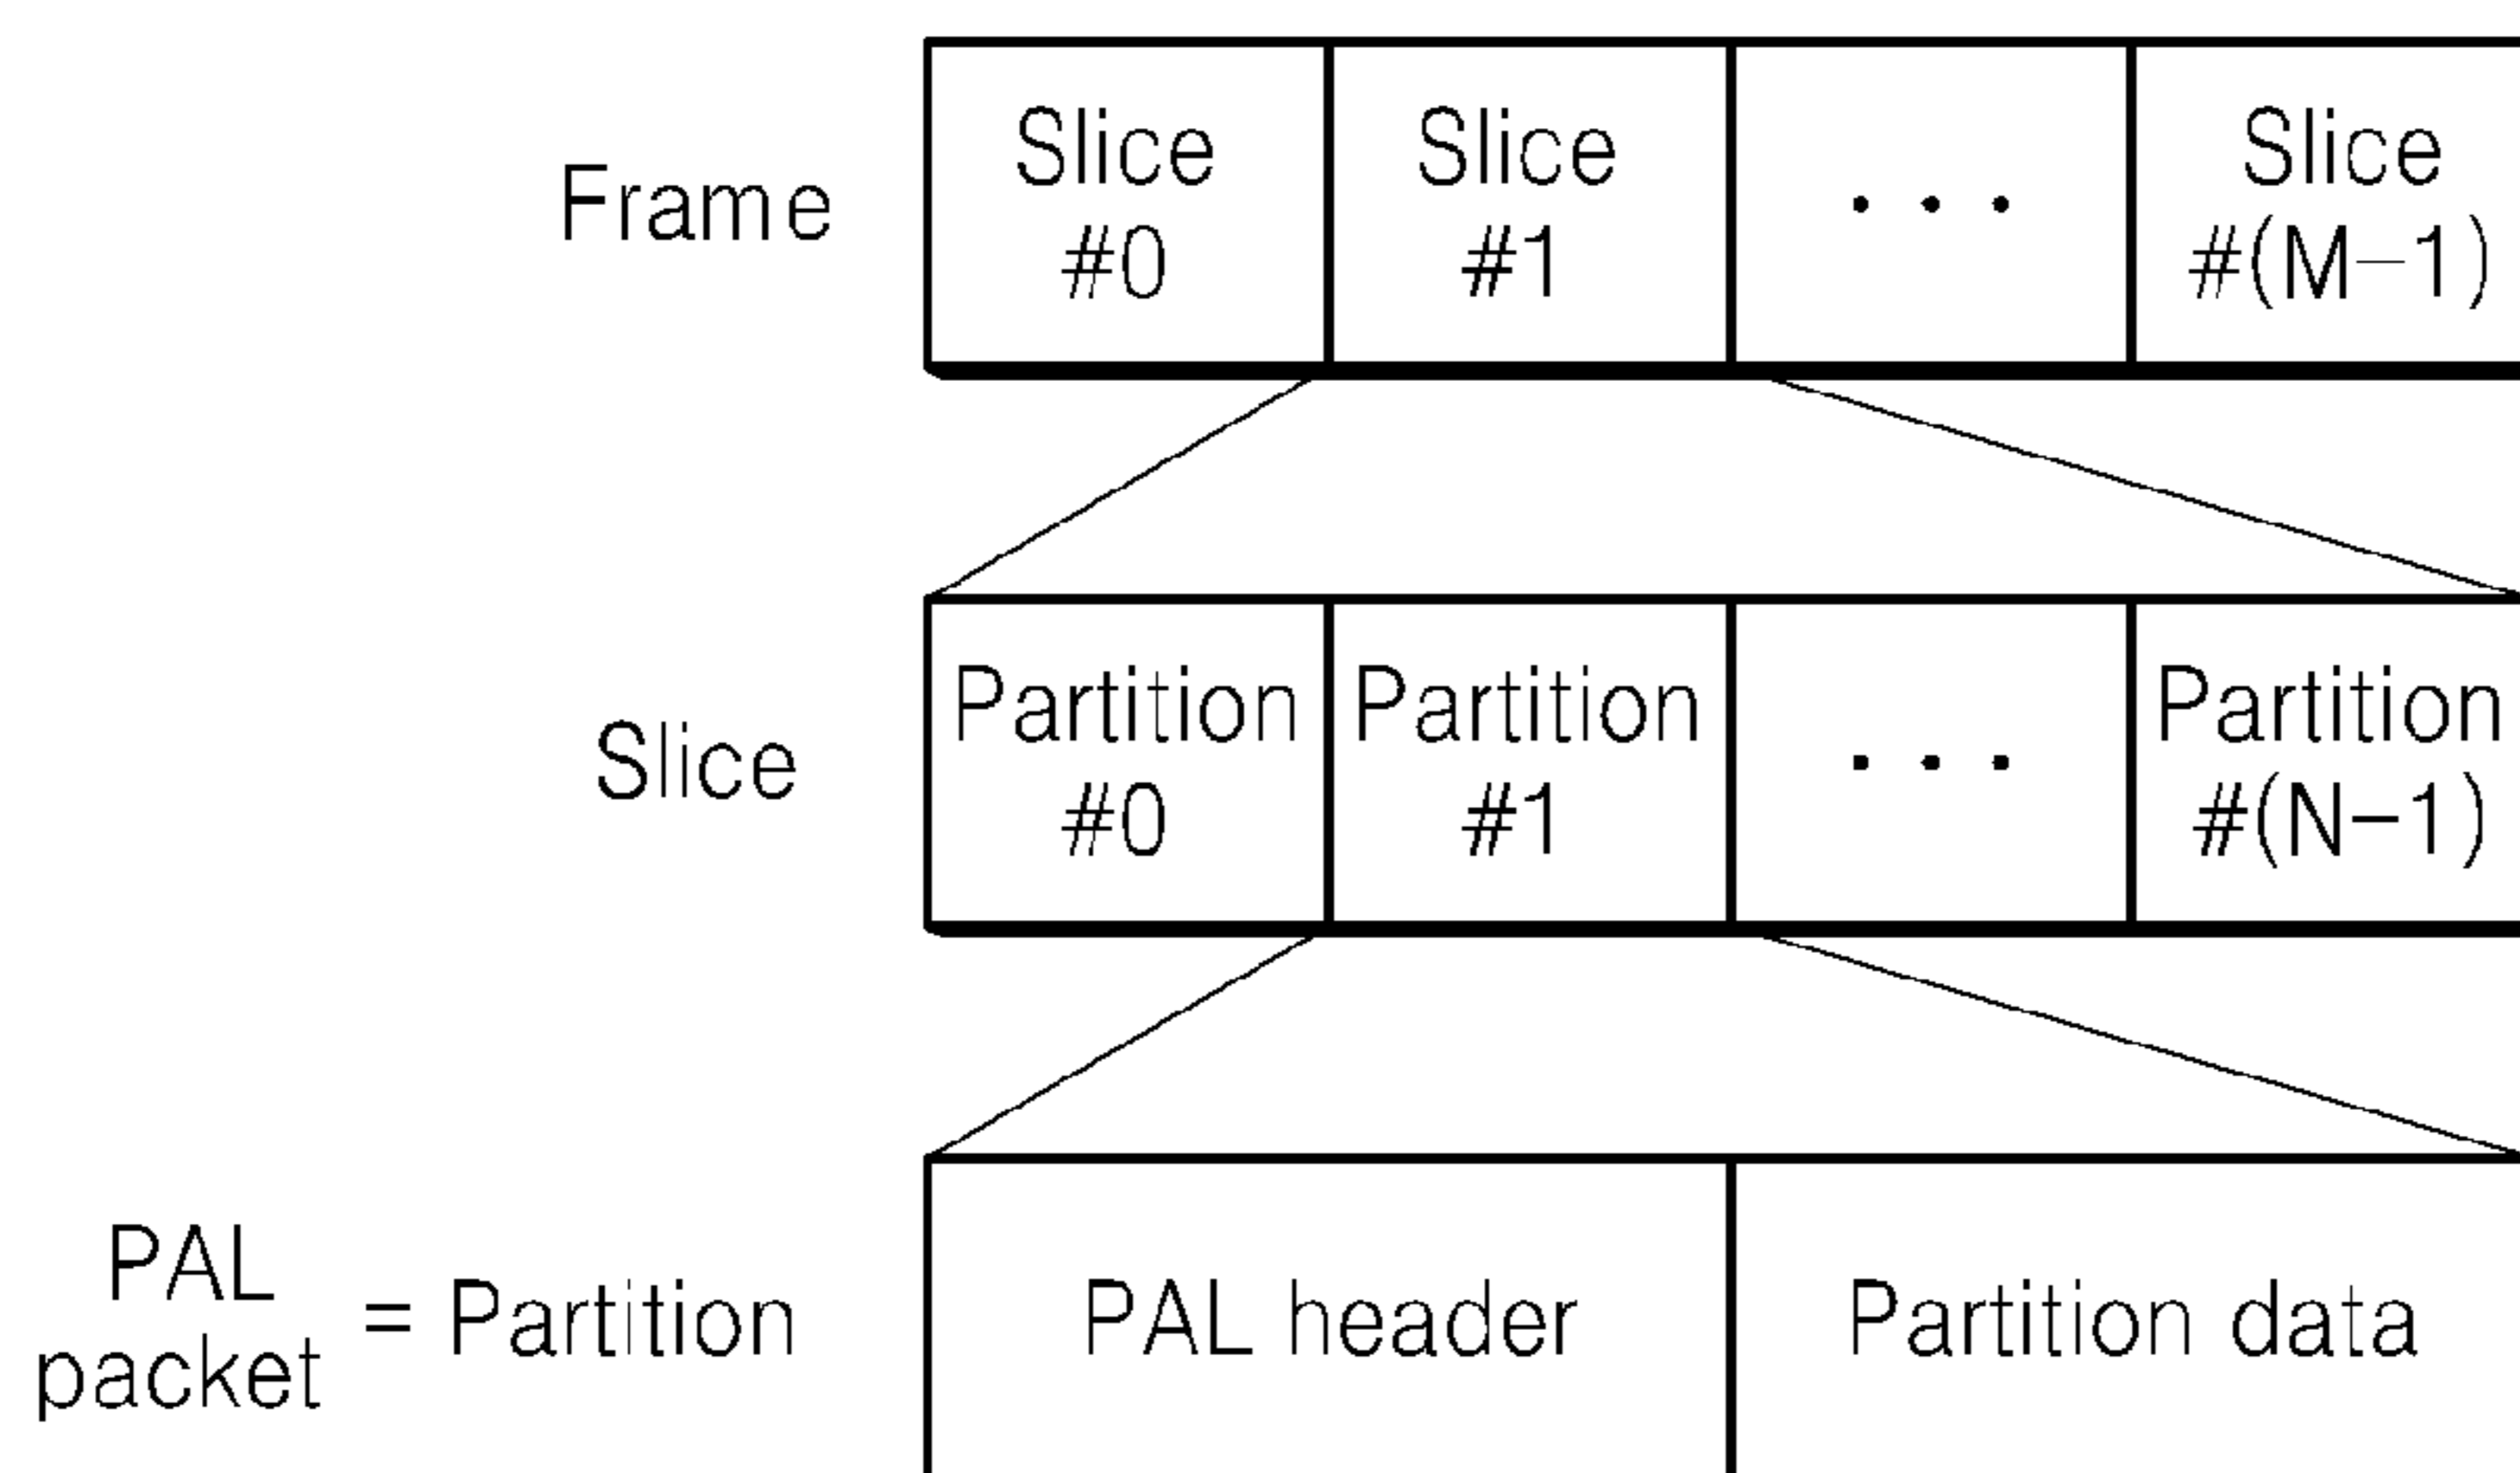 Frame
Slice
#0
Slice
#1
...
Slice
#(M-1)
Slice
Partition
#0
Partition
#1
...
Partition
#(N-1)
PAL
packet
= Partition
PAL header
Partition data